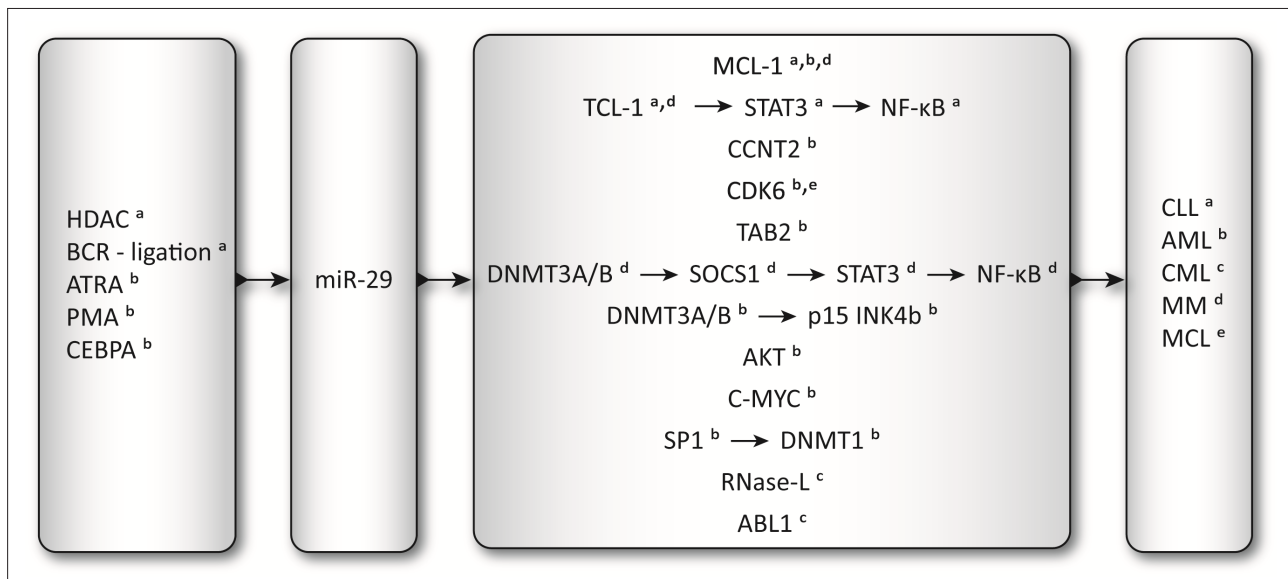 HDAC a
BCR - ligation a
ATRA b
PMA b
CEBPA b
miR-29
MCL-1 a,b,d
TCL-1 a,d → STAT3 a → NF-κB a
CCNT2 b
CDK6 b,e
TAB2 b
DNMT3A/B d → SOCS1 d → STAT3 d → NF-κB d
DNMT3A/B b → p15 INK4b b
AKT b
C-MYC b
SP1 b → DNMT1 b
RNase-L c
ABL1 c
CLL a
AML b
CML c
MM d
MCL e